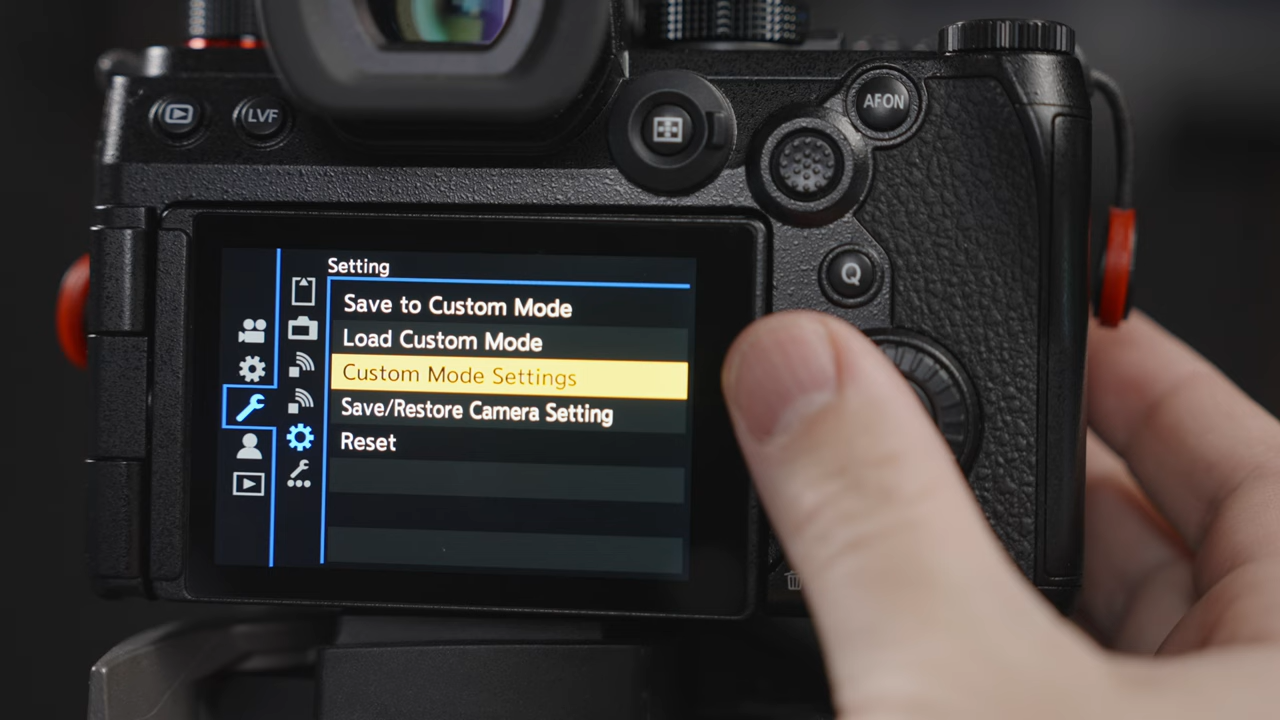 LVF
AFON
Q
Setting
Save to Custom Mode
Load Custom Mode
Custom Mode Settings
Save/Restore Camera Setting
Reset